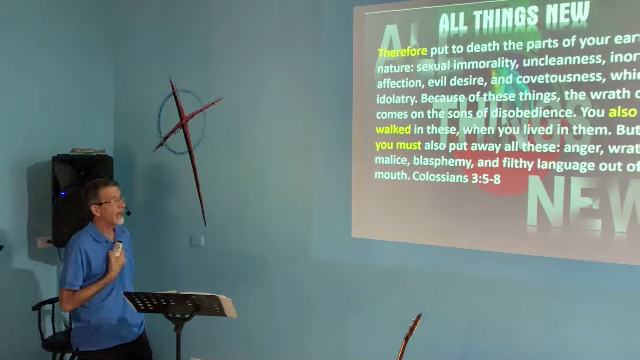 ALL THINGS NEW
Therefore put to death the parts of your
nature: sexual immorality, uncleanness,
affection, evil desire, and covetousness,
idolatry. Because of these things, the wrath
comes on the sons of disobedience. You also
walked in these, when you lived in them. But
you must also put away all these: anger,
malice, blasphemy, and filthy language out of
mouth. Colossians 3:5-8
ALL
THINGS
NEW